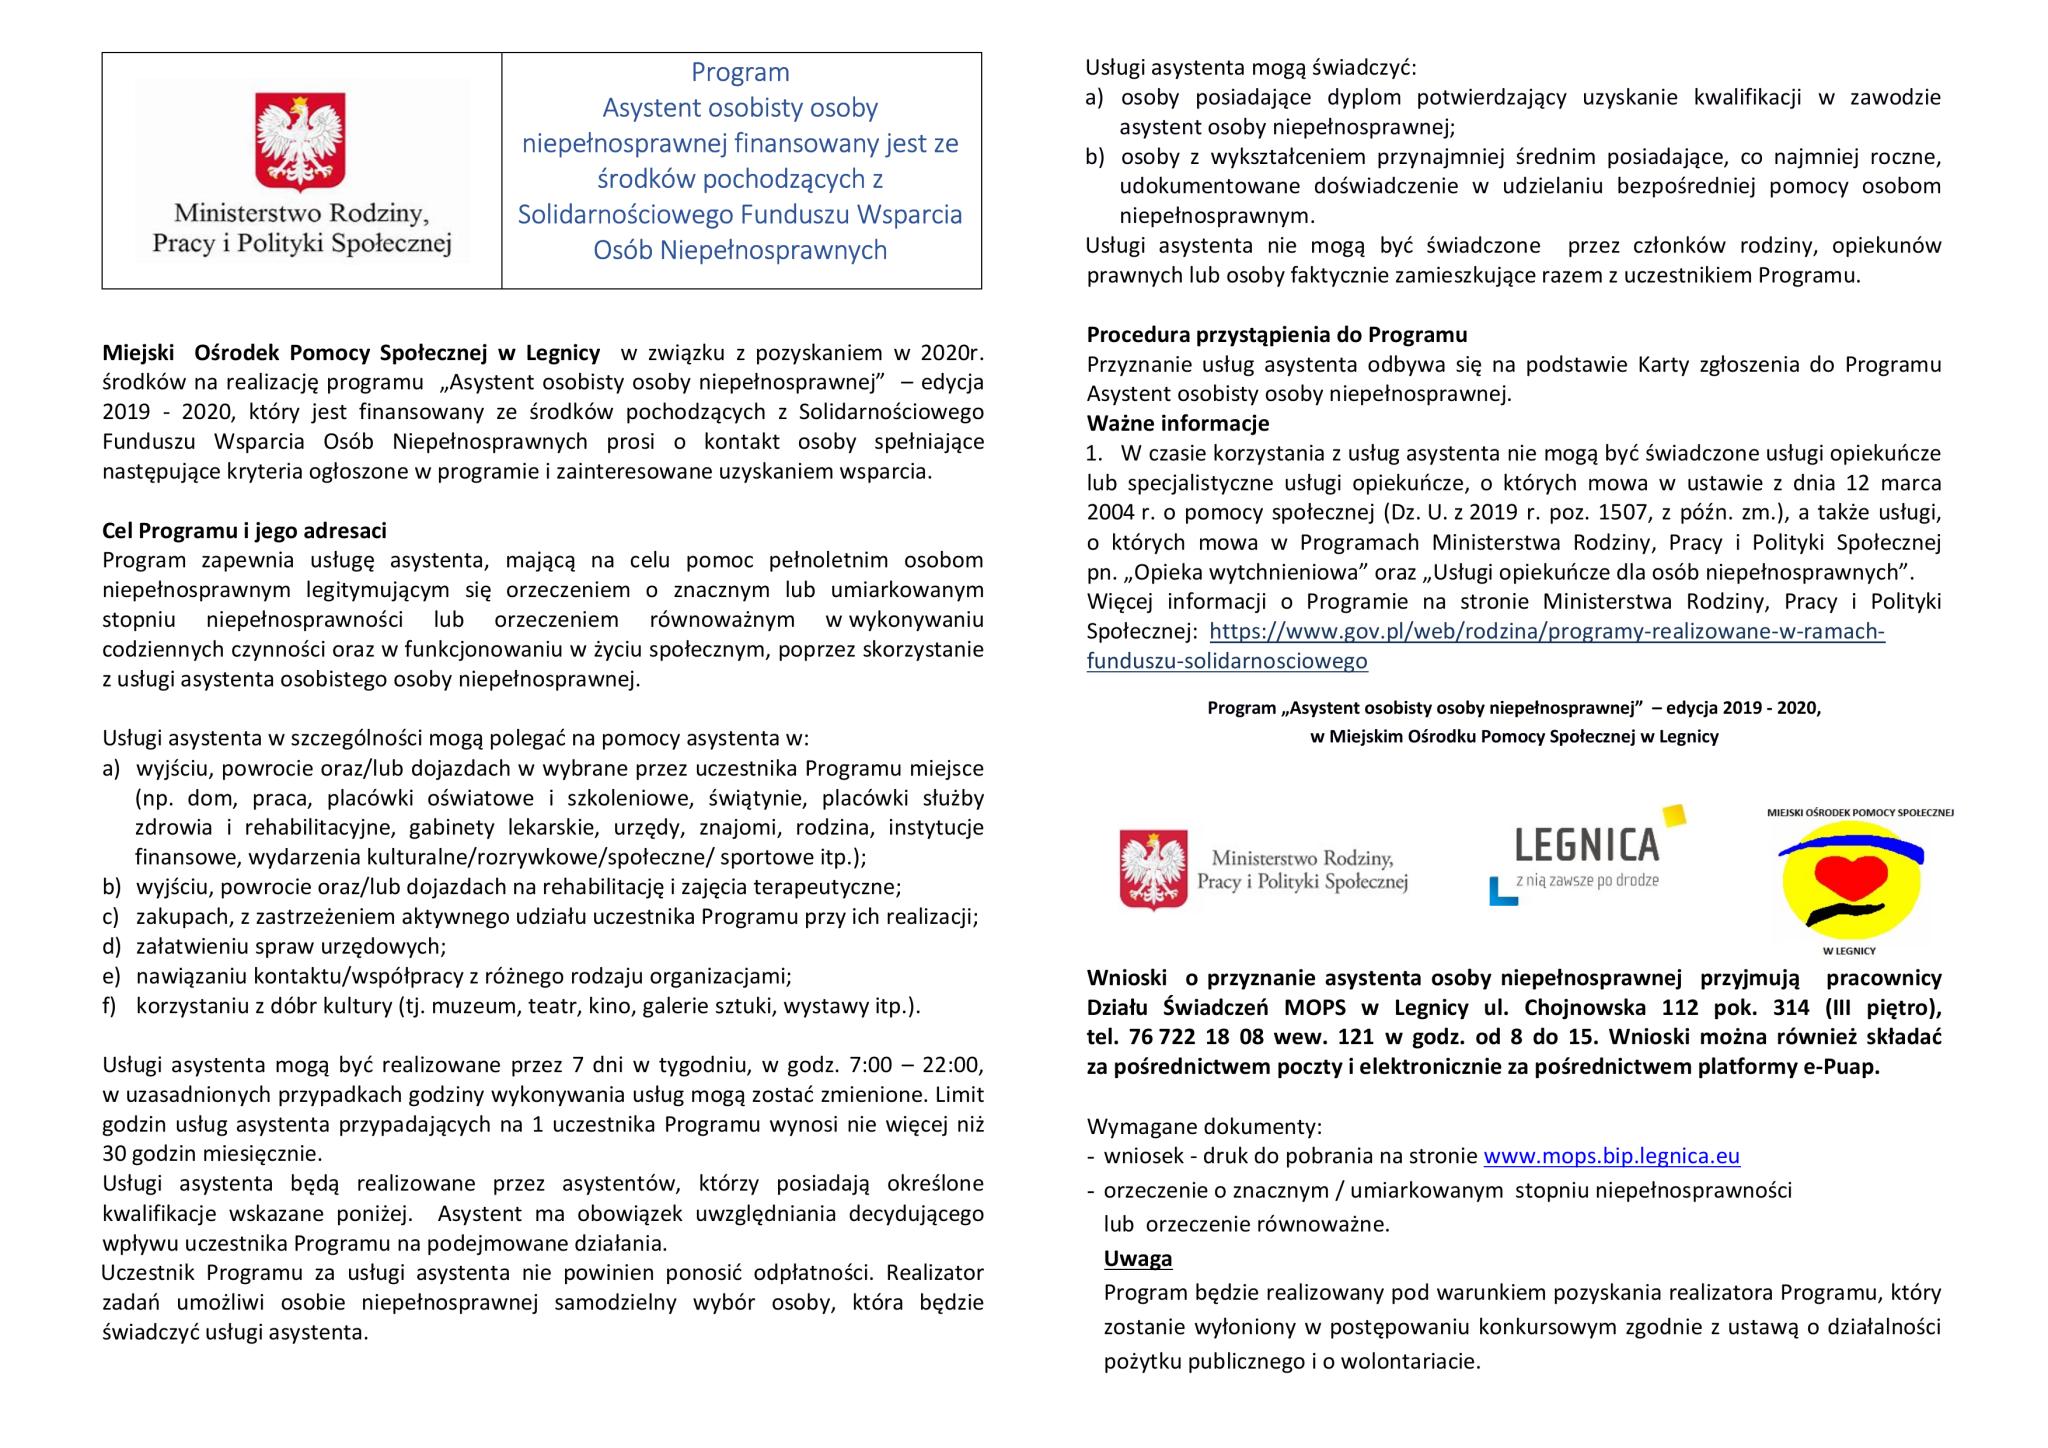 Ministerstwo Rodziny,
Pracy i Polityki Społecznej
Program
Asystent osobisty osoby
niepełnosprawnej finansowany jest ze
środków pochodzących z
Solidarnościowego Funduszu Wsparcia
Osób Niepełnosprawnych
Miejski Ośrodek Pomocy Społecznej w Legnicy w związku z pozyskaniem w 2020r.
środków na realizację programu „Asystent osobisty osoby niepełnosprawnej” – edycja
2019 - 2020, który jest finansowany ze środków pochodzących z Solidarnościowego
Funduszu Wsparcia Osób Niepełnosprawnych prosi o kontakt osoby spełniające
następujące kryteria ogłoszone w programie i zainteresowane uzyskaniem wsparcia.
Cel Programu i jego adresaci
Program zapewnia usługę asystenta, mającą na celu pomoc pełnoletnim osobom
niepełnosprawnym legitymującym się orzeczeniem o znacznym lub umiarkowanym
stopniu niepełnosprawności lub orzeczeniem równoważnym w wykonywaniu
codziennych czynności oraz w funkcjonowaniu w życiu społecznym, poprzez skorzystanie
z usługi asystenta osobistego osoby niepełnosprawnej.
Usługi asystenta w szczególności mogą polegać na pomocy asystenta w:
a) wyjściu, powrocie oraz/lub dojazdach w wybrane przez uczestnika Programu miejsce
(np. dom, praca, placówki oświatowe i szkoleniowe, świątynie, placówki służby
zdrowia i rehabilitacyjne, gabinety lekarskie, urzędy, znajomi, rodzina, instytucje
finansowe, wydarzenia kulturalne/rozrywkowe/społeczne/ sportowe itp.);
b) wyjściu, powrocie oraz/lub dojazdach na rehabilitację i zajęcia terapeutyczne;
c) zakupach, z zastrzeżeniem aktywnego udziału uczestnika Programu przy ich realizacji;
d) załatwieniu spraw urzędowych;
e) nawiązaniu kontaktu/współpracy z różnego rodzaju organizacjami;
f) korzystaniu z dóbr kultury (tj. muzeum, teatr, kino, galerie sztuki, wystawy itp.).
Usługi asystenta mogą być realizowane przez 7 dni w tygodniu, w godz. 7:00 – 22:00,
w uzasadnionych przypadkach godziny wykonywania usług mogą zostać zmienione. Limit
godzin usług asystenta przypadających na 1 uczestnika Programu wynosi nie więcej niż
30 godzin miesięcznie.
Usługi asystenta będą realizowane przez asystentów, którzy posiadają określone
kwalifikacje wskazane poniżej. Asystent ma obowiązek uwzględniania decydującego
wpływu uczestnika Programu na podejmowane działania.
Uczestnik Programu za usługi asystenta nie powinien ponosić odpłatności. Realizator
zadań umożliwi osobie niepełnosprawnej samodzielny wybór osoby, która będzie
świadczyć usługi asystenta.
Usługi asystenta mogą świadczyć:
a) osoby posiadające dyplom potwierdzający uzyskanie kwalifikacji w zawodzie
asystent osoby niepełnosprawnej;
b) osoby z wykształceniem przynajmniej średnim posiadające, co najmniej roczne,
udokumentowane doświadczenie w udzielaniu bezpośredniej pomocy osobom
niepełnosprawnym.
Usługi asystenta nie mogą być świadczone przez członków rodziny, opiekunów
prawnych lub osoby faktycznie zamieszkujące razem z uczestnikiem Programu.
Procedura przystąpienia do Programu
Przyznanie usług asystenta odbywa się na podstawie Karty zgłoszenia do Programu
Asystent osobisty osoby niepełnosprawnej.
Ważne informacje
1. W czasie korzystania z usług asystenta nie mogą być świadczone usługi opiekuńcze
lub specjalistyczne usługi opiekuńcze, o których mowa w ustawie z dnia 12 marca
2004 r. o pomocy społecznej (Dz. U. z 2019 r. poz. 1507, z późn. zm.), a także usługi,
o których mowa w Programach Ministerstwa Rodziny, Pracy i Polityki Społecznej
pn. „Opieka wytchnieniowa” oraz „Usługi opiekuńcze dla osób niepełnosprawnych”.
Więcej informacji o Programie na stronie Ministerstwa Rodziny, Pracy i Polityki
Społecznej: https://www.gov.pl/web/rodzina/programy-realizowane-w-ramach-
funduszu-solidarnosciowego
Program „Asystent osobisty osoby niepełnosprawnej” – edycja 2019 - 2020,
w Miejskim Ośrodku Pomocy Społecznej w Legnicy
Ministerstwo Rodziny,
Pracy i Polityki Społecznej
LEGNICA
z nią zawsze po drodze
MIEJSKI OŚRODEK POMOCY SPOŁECZNEJ
W LEGNICY
Wnioski o przyznanie asystenta osoby niepełnosprawnej przyjmują pracownicy
Działu Świadczeń MOPS w Legnicy ul. Chojnowska 112 pok. 314 (III piętro),
tel. 76 722 18 08 wew. 121 w godz. od 8 do 15. Wnioski można również składać
za pośrednictwem poczty i elektronicznie za pośrednictwem platformy e-Puap.
Wymagane dokumenty:
- wniosek - druk do pobrania na stronie www.mops.bip.legnica.eu
- orzeczenie o znacznym / umiarkowanym stopniu niepełnosprawności
lub orzeczenie równoważne.
Uwaga
Program będzie realizowany pod warunkiem pozyskania realizatora Programu, który
zostanie wyłoniony w postępowaniu konkursowym zgodnie z ustawą o działalności
pożytku publicznego i o wolontariacie.